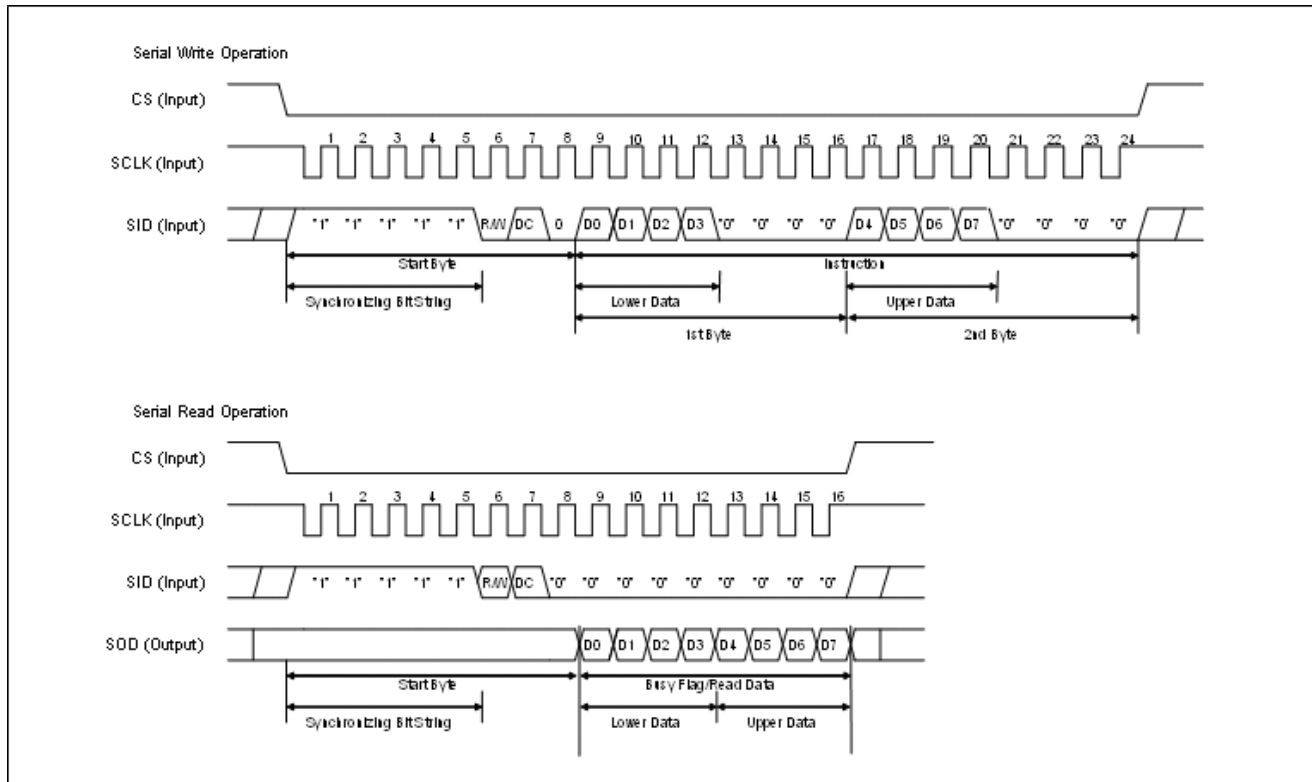 Serial Write Operation
CS (Input)
1 2 3 4 5 6 7 8 9 10 11 12 13 14 15 16 17 18 19 20 21 22 23 24
SCLK (Input)
SID (Input) "1" "1" "1" "1" "1" R/W DC 0 D0 D1 D2 D3 "0" "0" "0" "0" D4 D5 D6 D7 "0" "0" "0" "0"
Start Byte Instruction
Synchronizing Bit String Lower Data Upper Data
1st Byte 2nd Byte
Serial Read Operation
CS (Input)
1 2 3 4 5 6 7 8 9 10 11 12 13 14 15 16
SCLK (Input)
SID (Input) "1" "1" "1" "1" "1" R/W DC "0" "0" "0" "0" "0" "0" "0" "0" "0"
SOD (Output) D0 D1 D2 D3 D4 D5 D6 D7
Start Byte Busy Flag/Read Data
Synchronizing Bit String Lower Data Upper Data